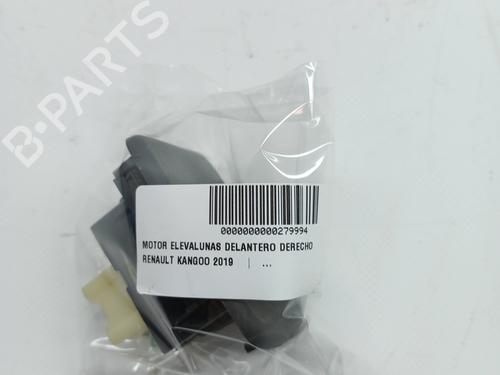 B-PARTS
0000000000279994
MOTOR ELEVALUNAS DELANTERO DERECHO
RENAULT KANGOO 2019 | ...